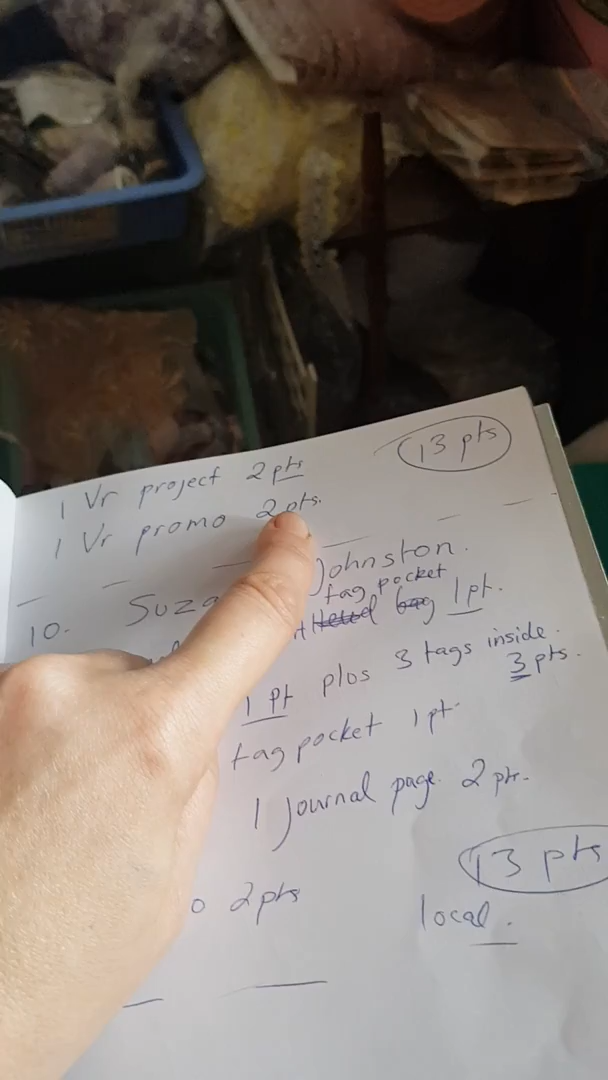 13 pts
1 Vr project 2 pts
1 Vr promo 2 pts.
10. Suza Johnston.
tag pocket
1 pt.
1 Pt plus 3 tags inside.
3 pts.
tag pocket 1 pt
1 journal page 2 ptr.
13 pts
o 2 pts
local.